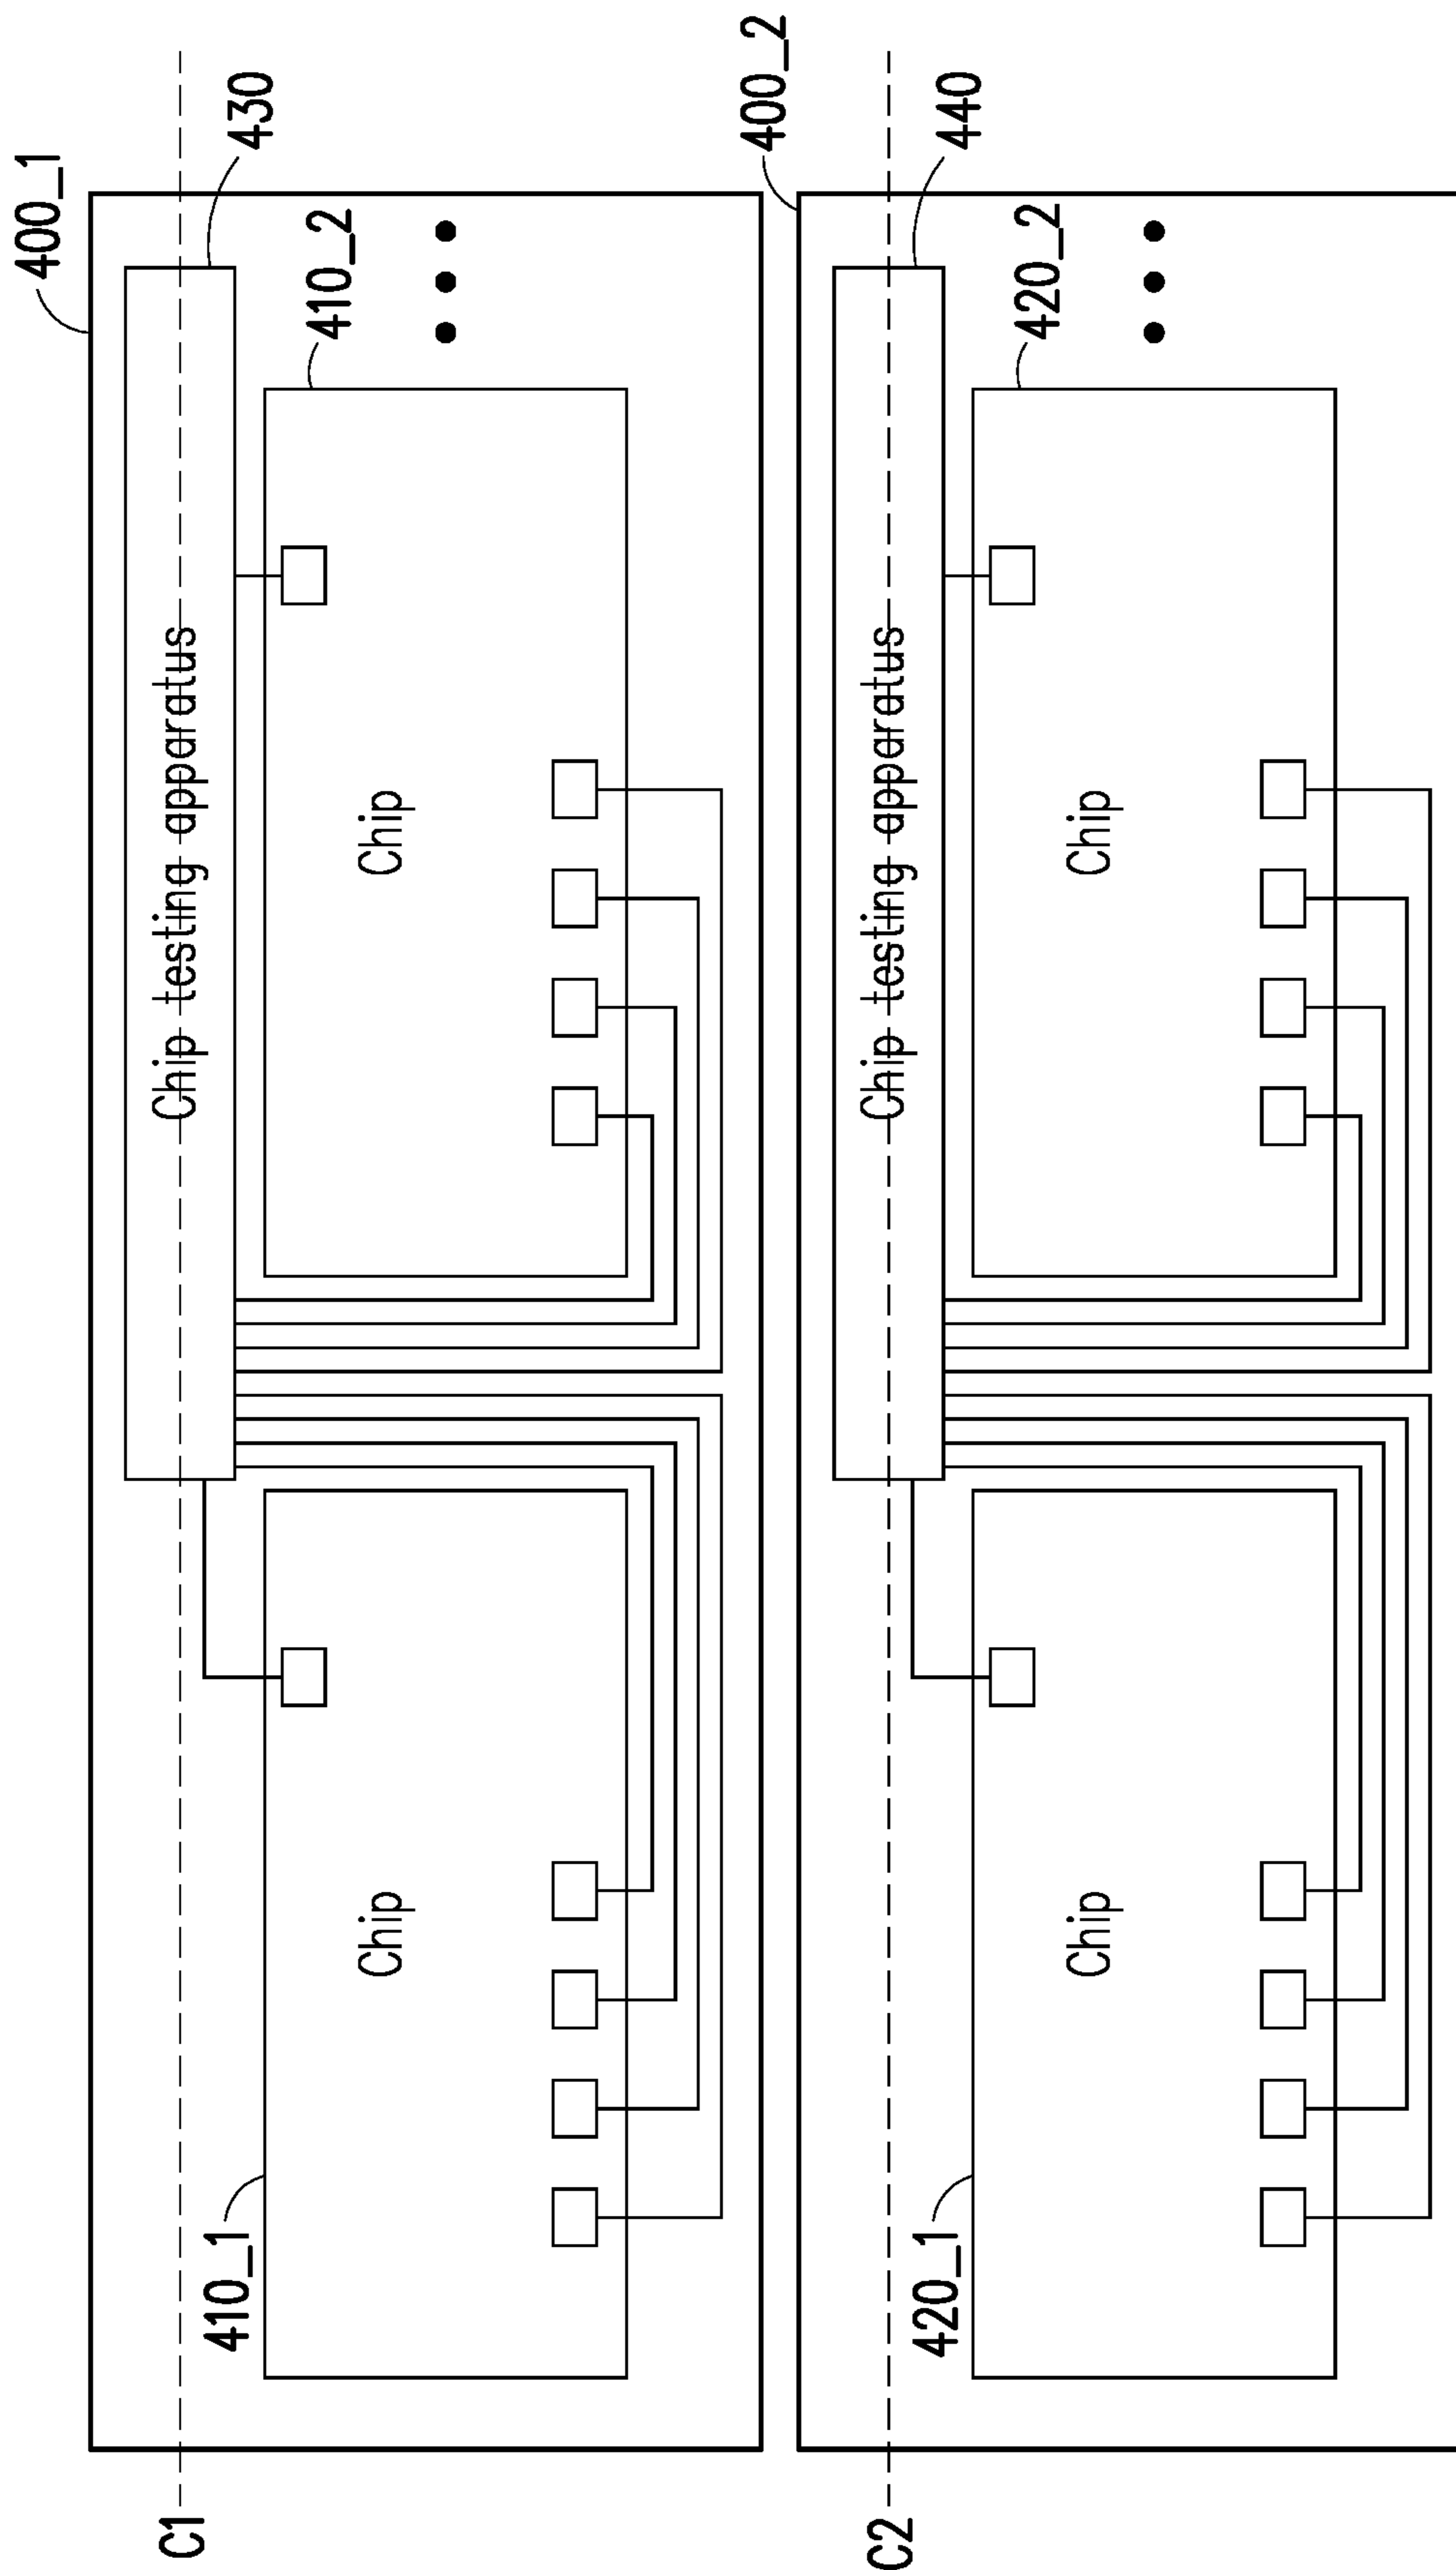 400_1
C1
Chip testing apparatus
430
410_1
Chip
410_2
Chip
400_2
C2
Chip testing apparatus
440
420_1
Chip
420_2
Chip